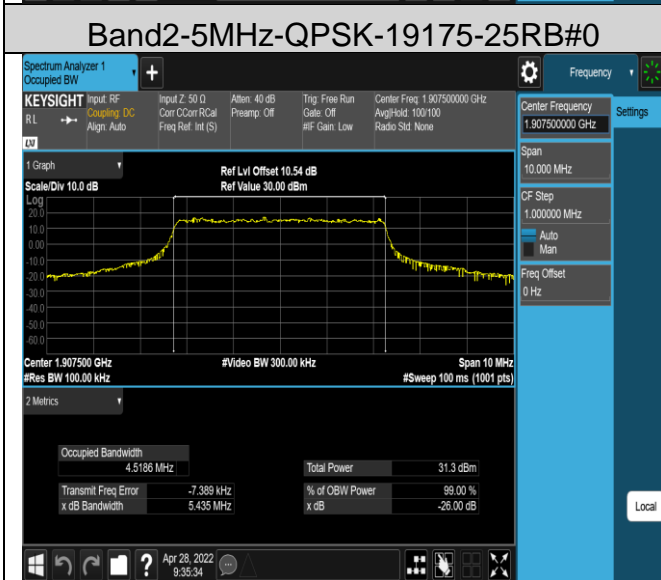 Band2-5MHz-QPSK-19175-25RB#0
Spectrum Analyzer 1
Occupied BW
+
Frequency
KEYSIGHT
RL
LXI
Input: RF
Coupling: DC
Align: Auto
Input Z: 50 Ω
Corr CCorr RCal
Freq Ref: Int (S)
Atten: 40 dB
Preamp: Off
Trig: Free Run
Gate: Off
#IF Gain: Low
Center Freq: 1.907500000 GHz
Avg|Hold: 100/100
Radio Std: None
Center Frequency
1.907500000 GHz
Settings
Span
10.000 MHz
CF Step
1.000000 MHz
Auto
Man
Freq Offset
0 Hz
1 Graph
Scale/Div 10.0 dB
Ref Lvl Offset 10.54 dB
Ref Value 30.00 dBm
Log
20.0
10.0
0.00
-10.0
-20.0
-30.0
-40.0
-50.0
-60.0
Center 1.907500 GHz
#Video BW 300.00 kHz
Span 10 MHz
#Res BW 100.00 kHz
#Sweep 100 ms (1001 pts)
2 Metrics
Occupied Bandwidth
4.5186 MHz
Total Power 31.3 dBm
Transmit Freq Error -7.389 kHz
% of OBW Power 99.00 %
x dB Bandwidth 5.435 MHz
x dB -26.00 dB
Local
?
Apr 28, 2022
9:35:34